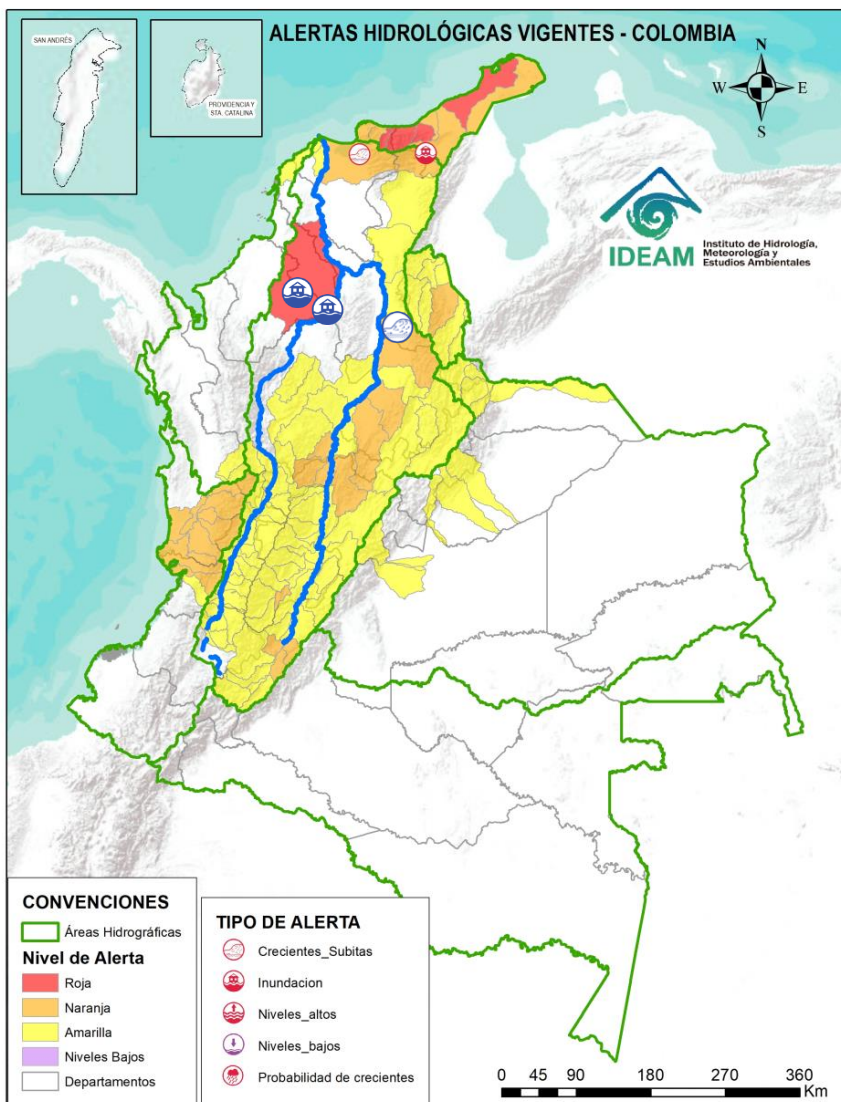 ALERTAS HIDROLÓGICAS VIGENTES - COLOMBIA
SAN ANDRÉS
PROVIDENCIA Y
STA. CATALINA
N
W
E
S
IDEAM
Instituto de Hidrología,
Meteorología y
Estudios Ambientales
CONVENCIONES
Áreas Hidrográficas
Nivel de Alerta
Roja
Naranja
Amarilla
Niveles Bajos
Departamentos
TIPO DE ALERTA
Crecientes_Subitas
Inundacion
Niveles_altos
Niveles_bajos
Probabilidad de crecientes
0 45 90 180 270 360
Km